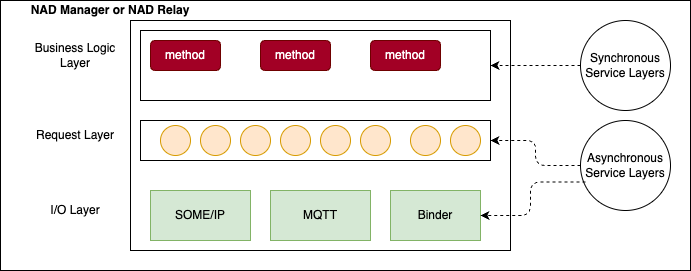 NAD Manager or NAD Relay
Business Logic
Layer
method
method
method
Synchronous
Service Layers
Request Layer
Asynchronous
Service Layers
I/O Layer
SOME/IP
MQTT
Binder